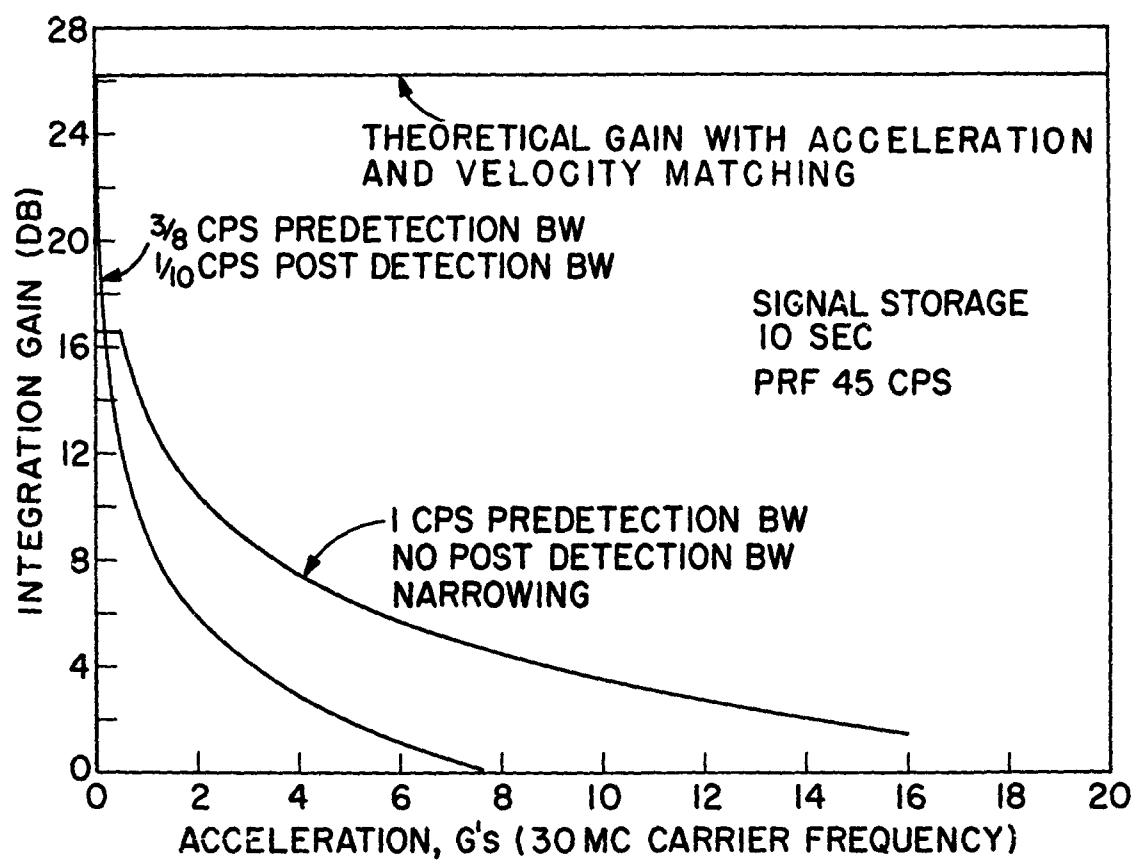 28
24
20
16
12
8
4
0
INTEGRATION GAIN (DB)
THEORETICAL GAIN WITH ACCELERATION
AND VELOCITY MATCHING
3/8 CPS PREDETECTION BW
1/10 CPS POST DETECTION BW
SIGNAL STORAGE
10 SEC
PRF 45 CPS
1 CPS PREDETECTION BW
NO POST DETECTION BW
NARROWING
0 2 4 6 8 10 12 14 16 18 20
ACCELERATION, G's (30 MC CARRIER FREQUENCY)